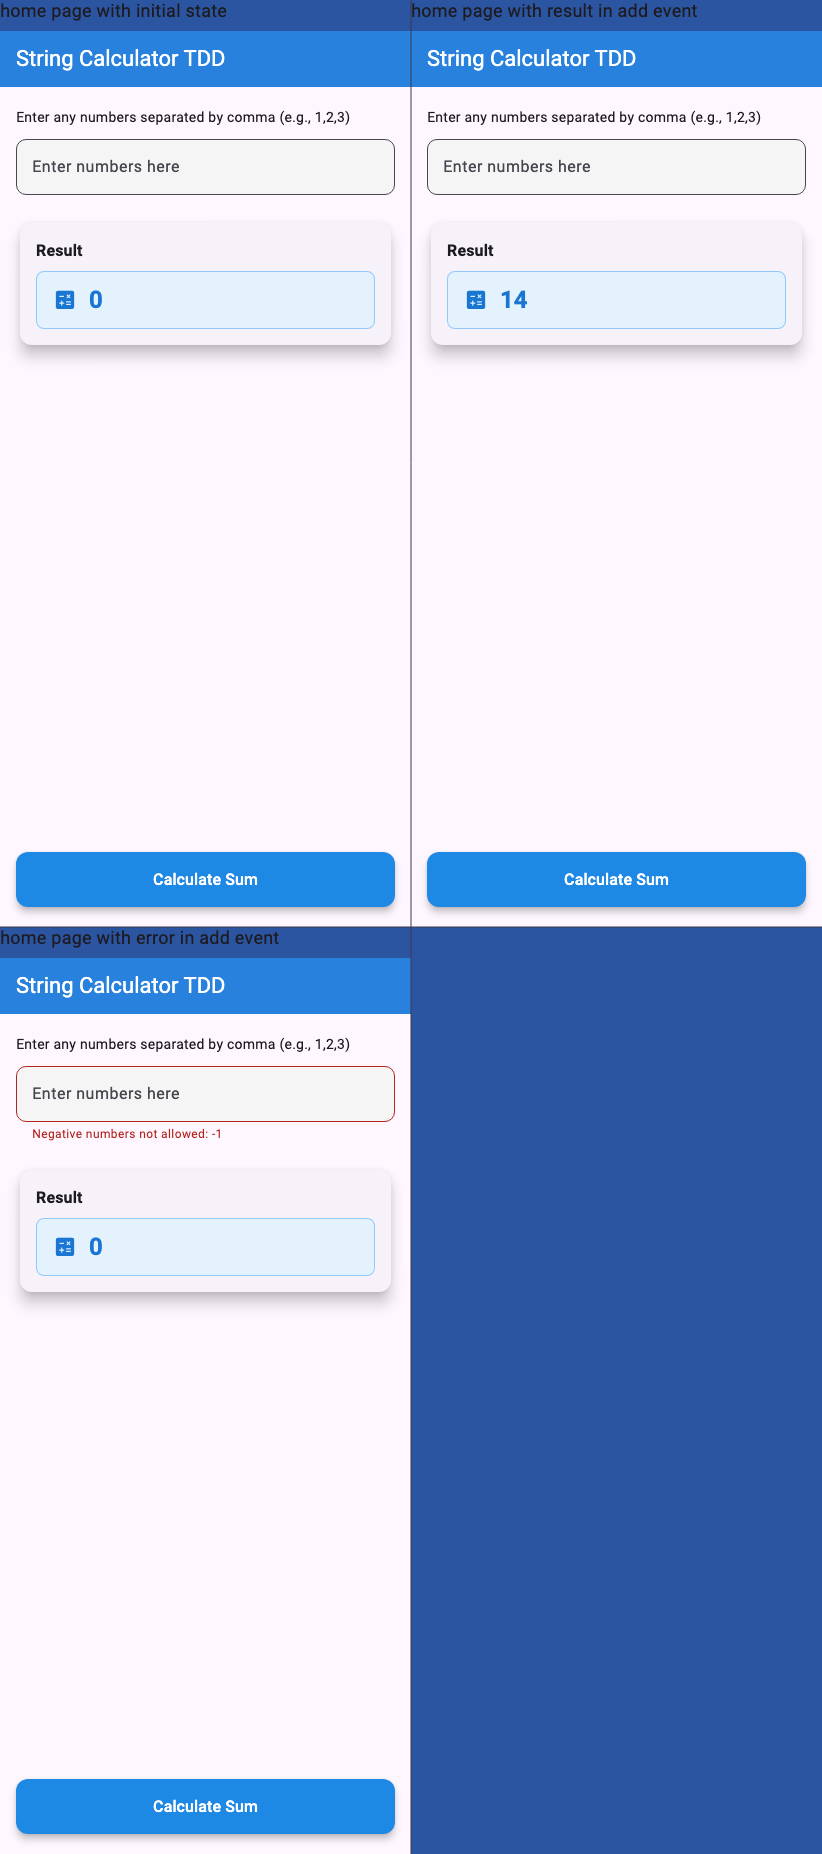 home page with initial state
String Calculator TDD
Enter any numbers separated by comma (e.g., 1,2,3)
Enter numbers here
Result
0
Calculate Sum
home page with result in add event
String Calculator TDD
Enter any numbers separated by comma (e.g., 1,2,3)
Enter numbers here
Result
14
Calculate Sum
home page with error in add event
String Calculator TDD
Enter any numbers separated by comma (e.g., 1,2,3)
Enter numbers here
Negative numbers not allowed: -1
Result
0
Calculate Sum